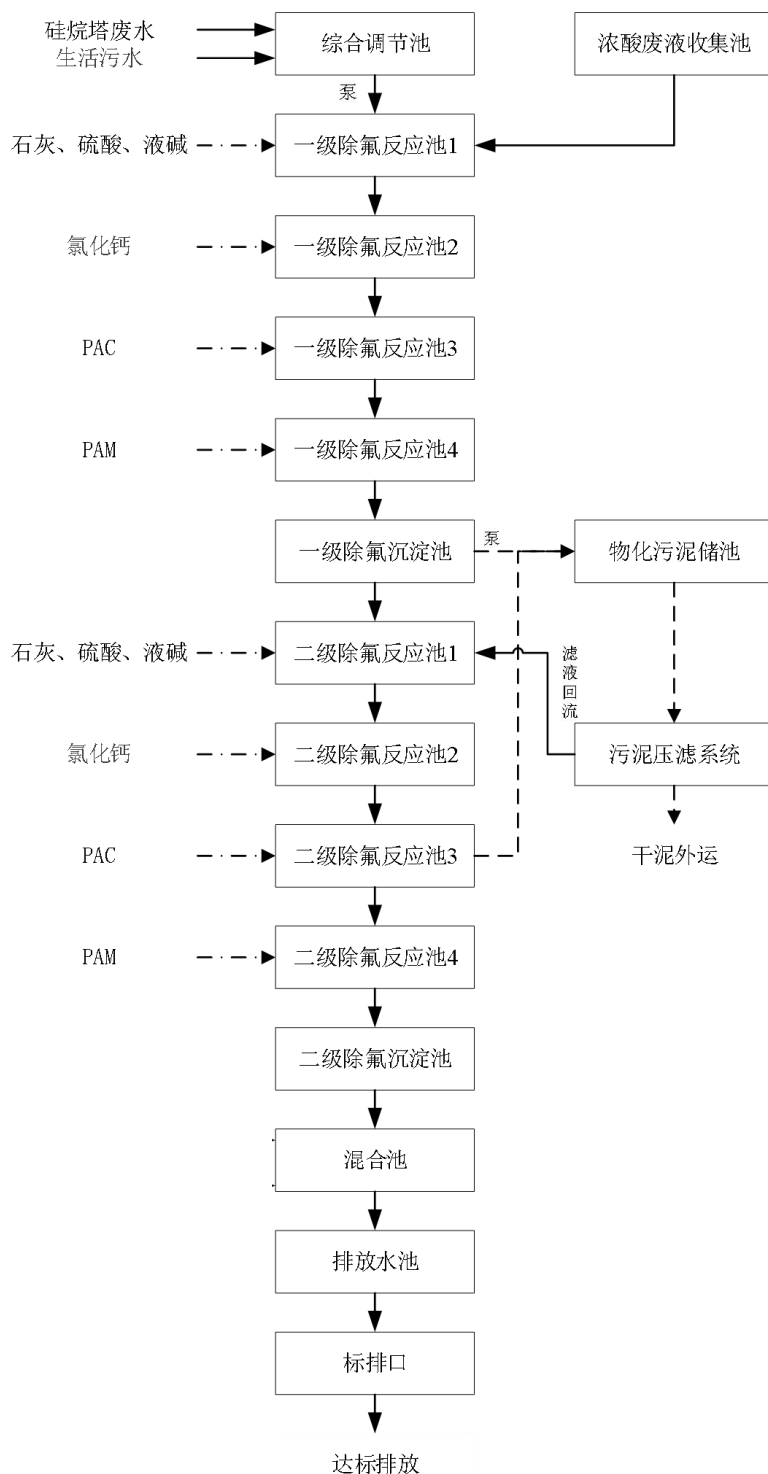 硅烷塔废水
生活污水
综合调节池
浓酸废液收集池
泵
石灰、硫酸、液碱
一级除氟反应池1
氯化钙
一级除氟反应池2
PAC
一级除氟反应池3
PAM
一级除氟反应池4
一级除氟沉淀池
泵
物化污泥储池
石灰、硫酸、液碱
二级除氟反应池1
滤液回流
氯化钙
二级除氟反应池2
污泥压滤系统
PAC
二级除氟反应池3
干泥外运
PAM
二级除氟反应池4
二级除氟沉淀池
混合池
排放水池
标排口
达标排放